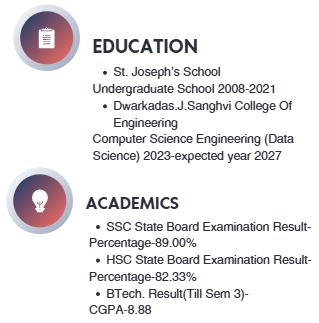 EDUCATION
• St. Joseph's School
Undergraduate School 2008-2021
• Dwarkadas.J.Sanghvi College Of
Engineering
Computer Science Engineering (Data
Science) 2023-expected year 2027
ACADEMICS
• SSC State Board Examination Result-
Percentage-89.00%
• HSC State Board Examination Result-
Percentage-82.33%
• BTech. Result(Till Sem 3)-
CGPA-8.88